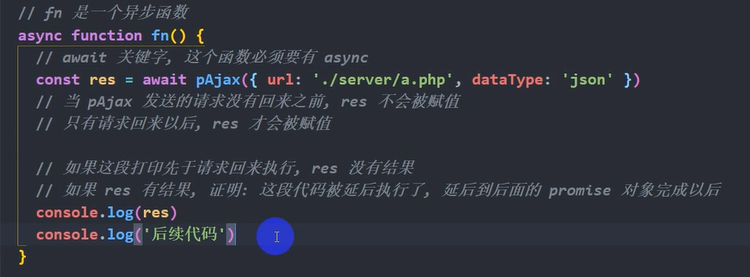 // fn 是一个异步函数
async function fn() {
// await 关键字, 这个函数必须要有 async
const res = await pAjax({ url: './server/a.php', dataType: 'json' })
// 当 pAjax 发送的请求没有回来之前, res 不会被赋值
// 只有请求回来以后, res 才会被赋值
// 如果这段打印先于请求回来执行, res 没有结果
// 如果 res 有结果, 证明: 这段代码被延后执行了, 延后到后面的 promise 对象完成以后
console.log(res)
console.log('后续代码')
}